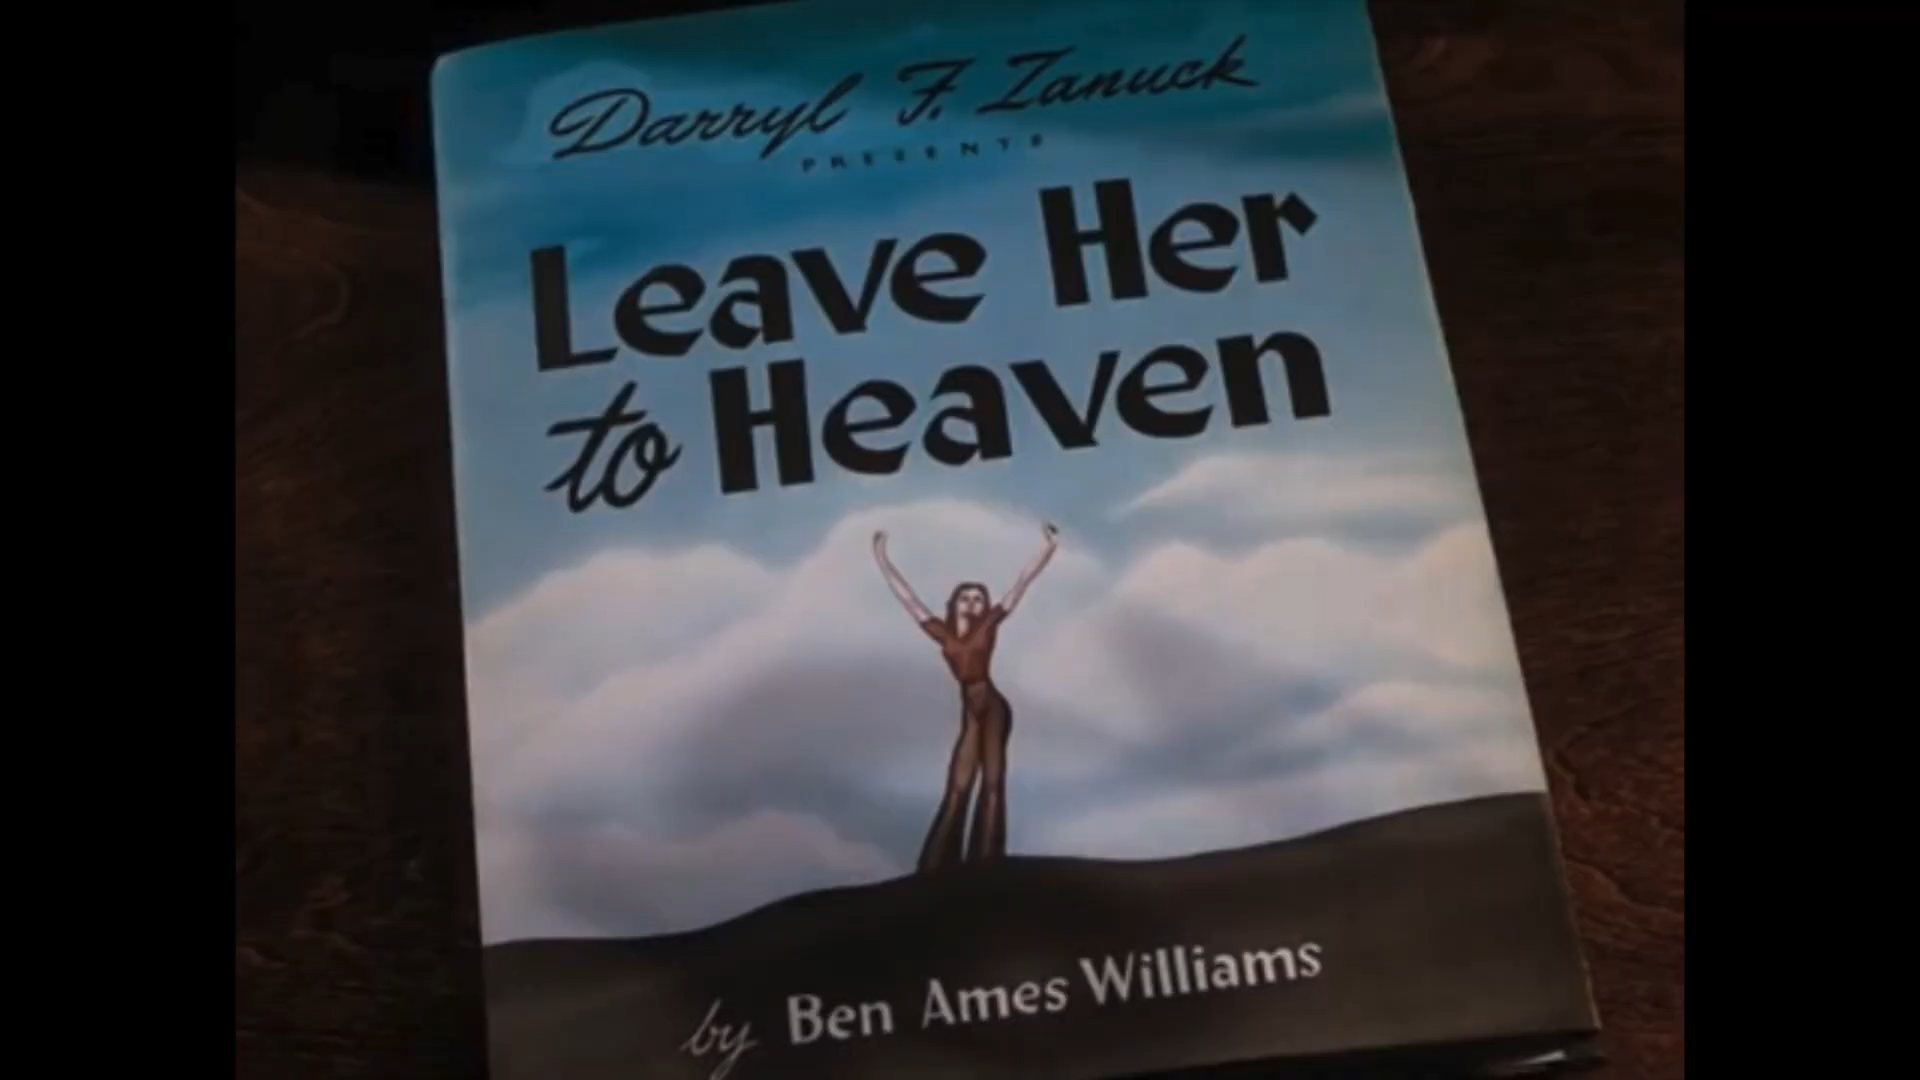 Darryl F. Zanuck
PRESENTS
Leave Her
to Heaven
by Ben Ames Williams